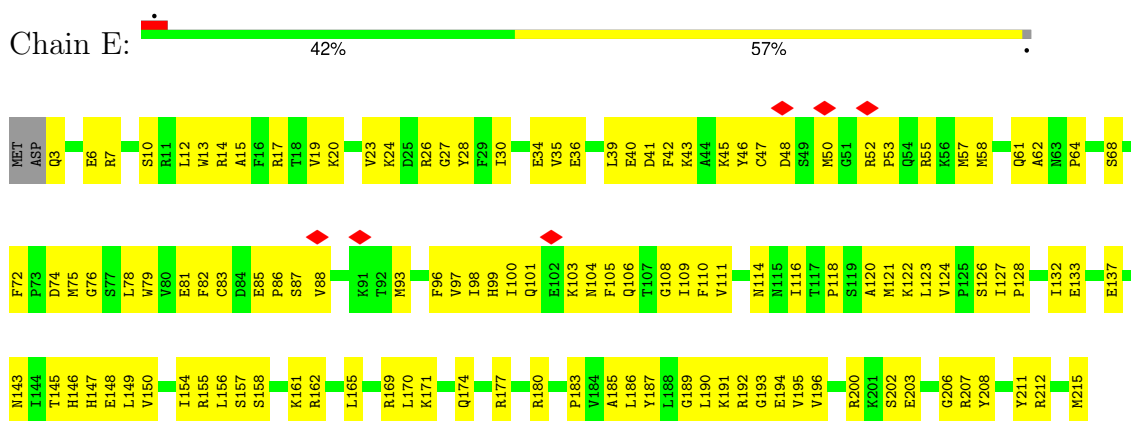 Chain E:
42% 57%
MET ASP Q3 E6 R7 S10 R11 L12 W13 R14 A15 F16 R17 T18 V19 K20 V23 K24 D25 R26 G27 Y28 F29 I30 E34 V35 E36 L39 E40 D41 F42 K43 A44 K45 Y46 C47 D48 S49 M50 G51 R52 P53 Q54 R55 K56 M57 M58 Q61 A62 N63 P64 S68
F72 P73 D74 M75 G76 S77 L78 W79 V80 E81 F82 C83 D84 E85 P86 S87 V88 K91 T92 M93 F96 V97 I98 H99 I100 Q101 E102 K103 N104 F105 Q106 T107 G108 I109 F110 V111 N114 N115 I116 T117 P118 S119 A120 M121 K122 L123 V124 P125 S126 I127 P128 I132 E133 E137
N143 I144 T145 H146 H147 E148 L149 V150 I154 R155 L156 S157 S158 K161 R162 L165 R169 L170 K171 Q174 R177 R180 P183 V184 A185 L186 Y187 L188 G189 L190 K191 R192 G193 E194 V195 V196 R200 K201 S202 E203 G206 R207 Y208 Y211 R212 M215